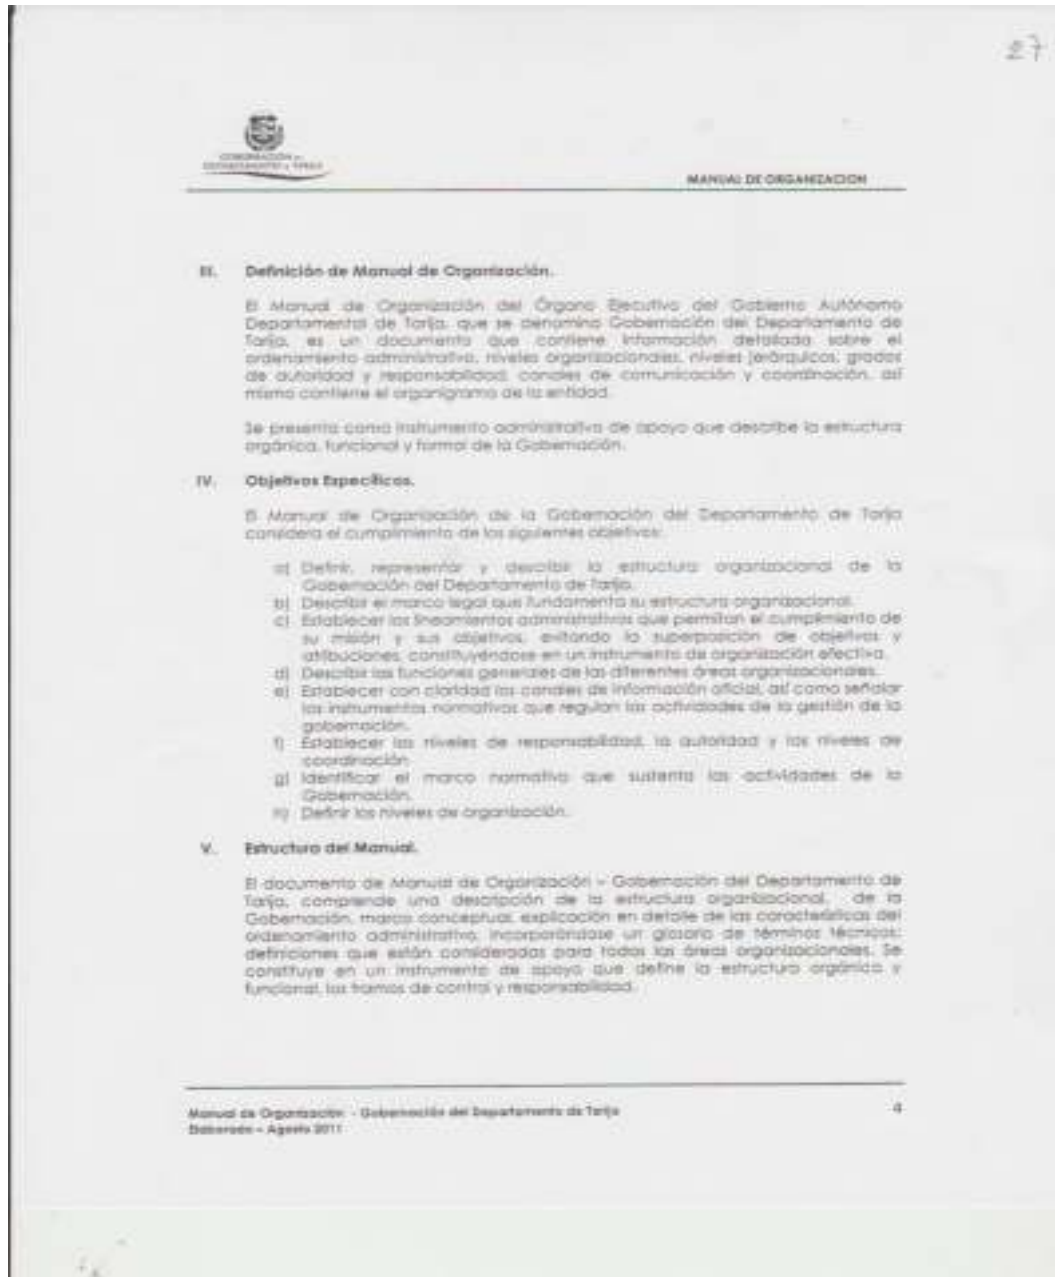 27
GOBERNACIÓN del
DEPARTAMENTO de TARIJA
MANUAL DE ORGANIZACION
III. Definición de Manual de Organización.
El Manual de Organización del Órgano Ejecutivo del Gobierno Autónomo
Departamental de Tarija, que se denomina Gobernación del Departamento de
Tarija, es un documento que contiene información detallada sobre el
ordenamiento administrativo, niveles organizacionales, niveles jerárquicos, grados
de autoridad y responsabilidad, canales de comunicación y coordinación, así
mismo contiene el organigrama de la entidad.
Se presenta como instrumento administrativo de apoyo que describe la estructura
orgánica, funcional y formal de la Gobernación.
IV. Objetivos Específicos.
El Manual de Organización de la Gobernación del Departamento de Tarija
considera el cumplimiento de los siguientes objetivos:
a) Definir, representar y describir la estructura organizacional de la
Gobernación del Departamento de Tarija.
b) Describir el marco legal que fundamenta su estructura organizacional.
c) Establecer los lineamientos administrativos que permitan el cumplimiento de
su misión y sus objetivos, evitando la superposición de objetivos y
atribuciones, constituyéndose en un instrumento de organización efectiva.
d) Describir las funciones generales de las diferentes áreas organizacionales.
e) Establecer con claridad los canales de información oficial, así como señalar
los instrumentos normativos que regulan las actividades de la gestión de la
gobernación.
f) Establecer los niveles de responsabilidad, la autoridad y los niveles de
coordinación
g) Identificar el marco normativo que sustenta las actividades de la
Gobernación.
h) Definir los niveles de organización.
V. Estructura del Manual.
El documento de Manual de Organización – Gobernación del Departamento de
Tarija, comprende una descripción de la estructura organizacional, de la
Gobernación, marco conceptual, explicación en detalle de las características del
ordenamiento administrativo, incorporándose un glosario de términos técnicos;
definiciones que están consideradas para todas las áreas organizacionales. Se
constituye en un instrumento de apoyo que define la estructura orgánica y
funcional, los tramos de control y responsabilidad.
Manual de Organización - Gobernación del Departamento de Tarija 4
Elaborado – Agosto 2011